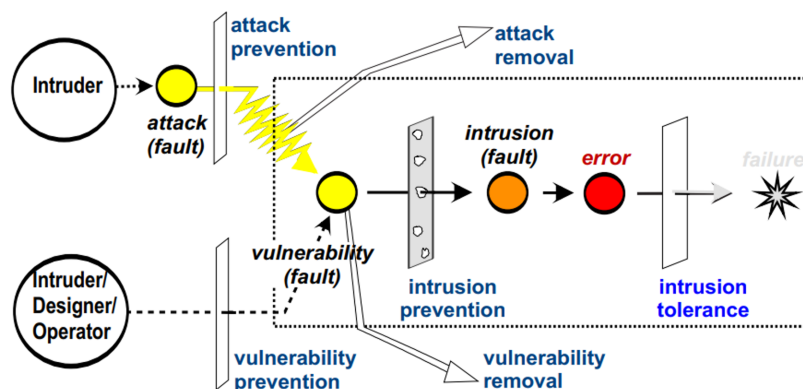 attack
prevention
attack
removal
Intruder
attack
(fault)
intrusion
(fault)
error
failure
vulnerability
(fault)
Intruder/
Designer/
Operator
intrusion
prevention
intrusion
tolerance
vulnerability
prevention
vulnerability
removal